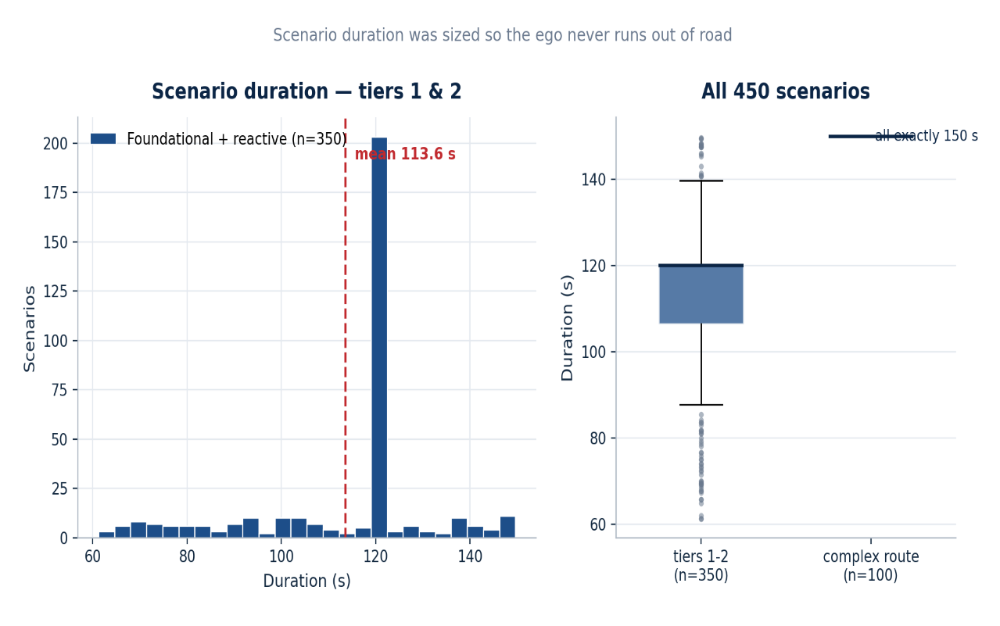 Scenario duration was sized so the ego never runs out of road
Scenario duration — tiers 1 & 2
Foundational + reactive (n=350)
mean 113.6 s
Scenarios
200
175
150
125
100
75
50
25
0
60
80
100
120
140
Duration (s)
All 450 scenarios
all exactly 150 s
Duration (s)
140
120
100
80
60
tiers 1-2
(n=350)
complex route
(n=100)